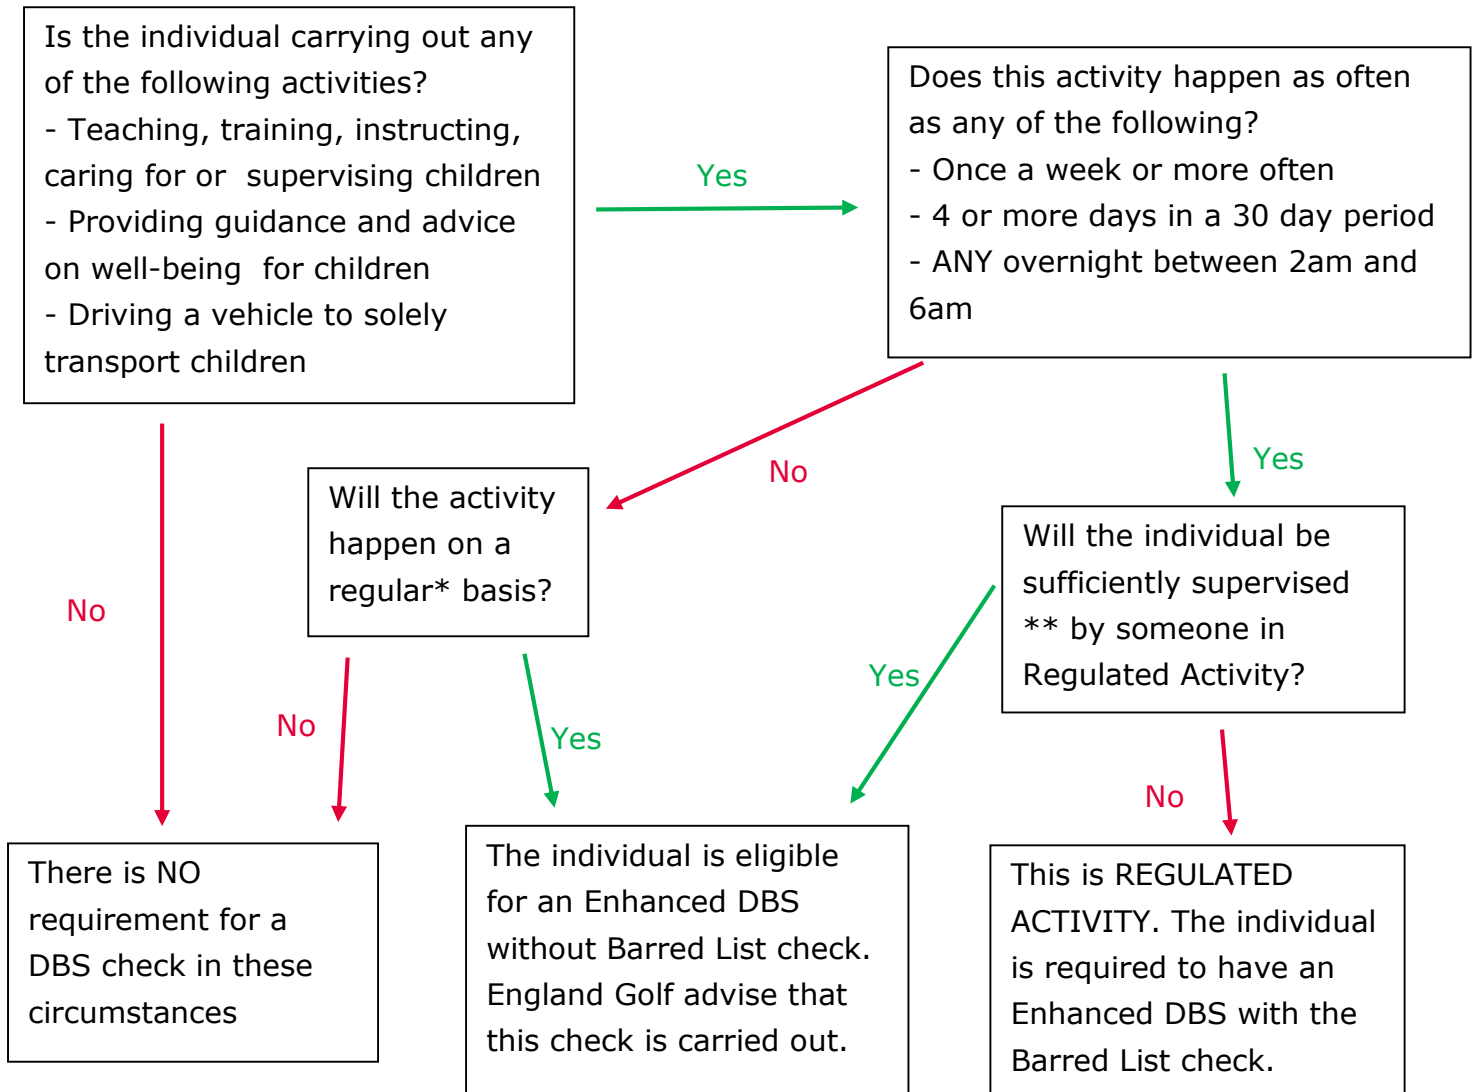 Is the individual carrying out any
of the following activities?
- Teaching, training, instructing,
caring for or  supervising children
- Providing guidance and advice
on well-being  for children
- Driving a vehicle to solely
transport children
Yes
Does this activity happen as often
as any of the following?
- Once a week or more often
- 4 or more days in a 30 day period
- ANY overnight between 2am and
6am
No
No
Yes
Will the activity
happen on a
regular* basis?
Will the individual be
sufficiently supervised
** by someone in
Regulated Activity?
No
Yes
Yes
No
There is NO
requirement for a
DBS check in these
circumstances
The individual is eligible
for an Enhanced DBS
without Barred List check.
England Golf advise that
this check is carried out.
This is REGULATED
ACTIVITY. The individual
is required to have an
Enhanced DBS with the
Barred List check.